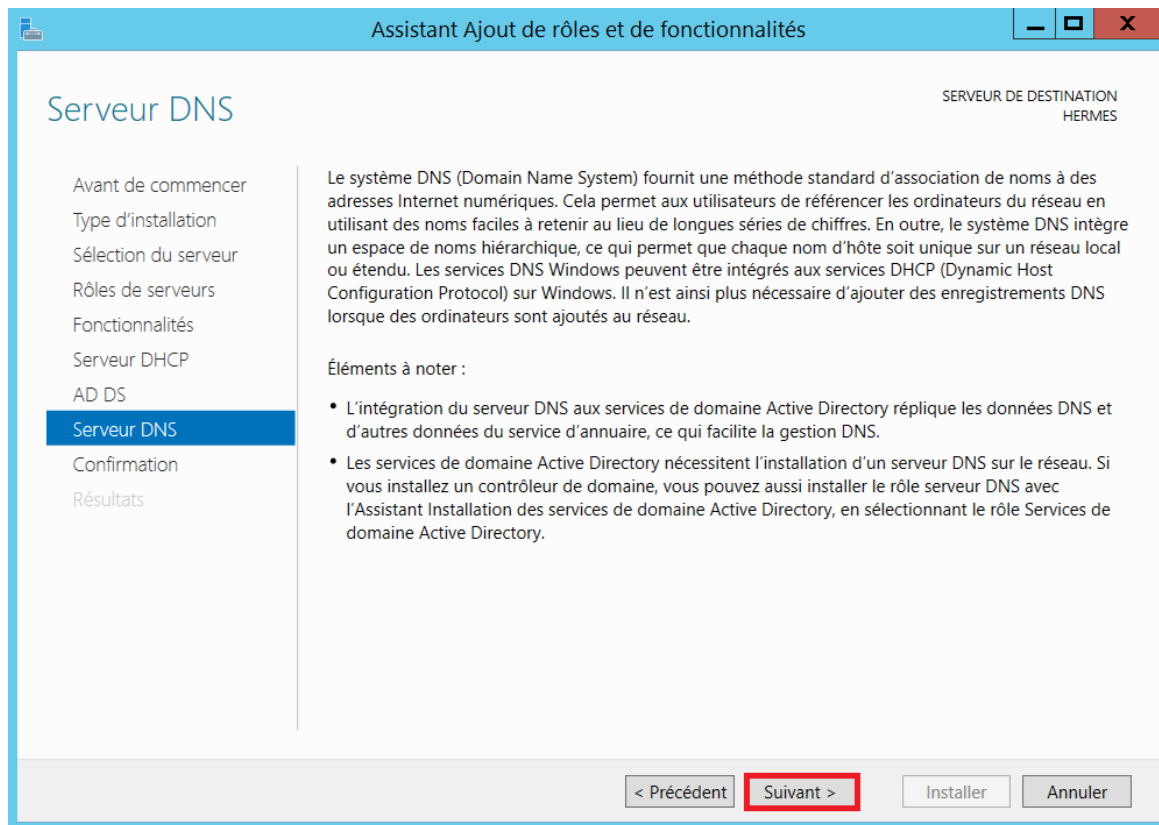 Assistant Ajout de rôles et de fonctionnalités
Serveur DNS
SERVEUR DE DESTINATION
HERMES
Avant de commencer
Type d'installation
Sélection du serveur
Rôles de serveurs
Fonctionnalités
Serveur DHCP
AD DS
Serveur DNS
Confirmation
Résultats
Le système DNS (Domain Name System) fournit une méthode standard d'association de noms à des
adresses Internet numériques. Cela permet aux utilisateurs de référencer les ordinateurs du réseau en
utilisant des noms faciles à retenir au lieu de longues séries de chiffres. En outre, le système DNS intègre
un espace de noms hiérarchique, ce qui permet que chaque nom d'hôte soit unique sur un réseau local
ou étendu. Les services DNS Windows peuvent être intégrés aux services DHCP (Dynamic Host
Configuration Protocol) sur Windows. Il n'est ainsi plus nécessaire d'ajouter des enregistrements DNS
lorsque des ordinateurs sont ajoutés au réseau.
Éléments à noter :
• L'intégration du serveur DNS aux services de domaine Active Directory réplique les données DNS et
d'autres données du service d'annuaire, ce qui facilite la gestion DNS.
• Les services de domaine Active Directory nécessitent l'installation d'un serveur DNS sur le réseau. Si
vous installez un contrôleur de domaine, vous pouvez aussi installer le rôle serveur DNS avec
l'Assistant Installation des services de domaine Active Directory, en sélectionnant le rôle Services de
domaine Active Directory.
< Précédent
Suivant >
Installer
Annuler